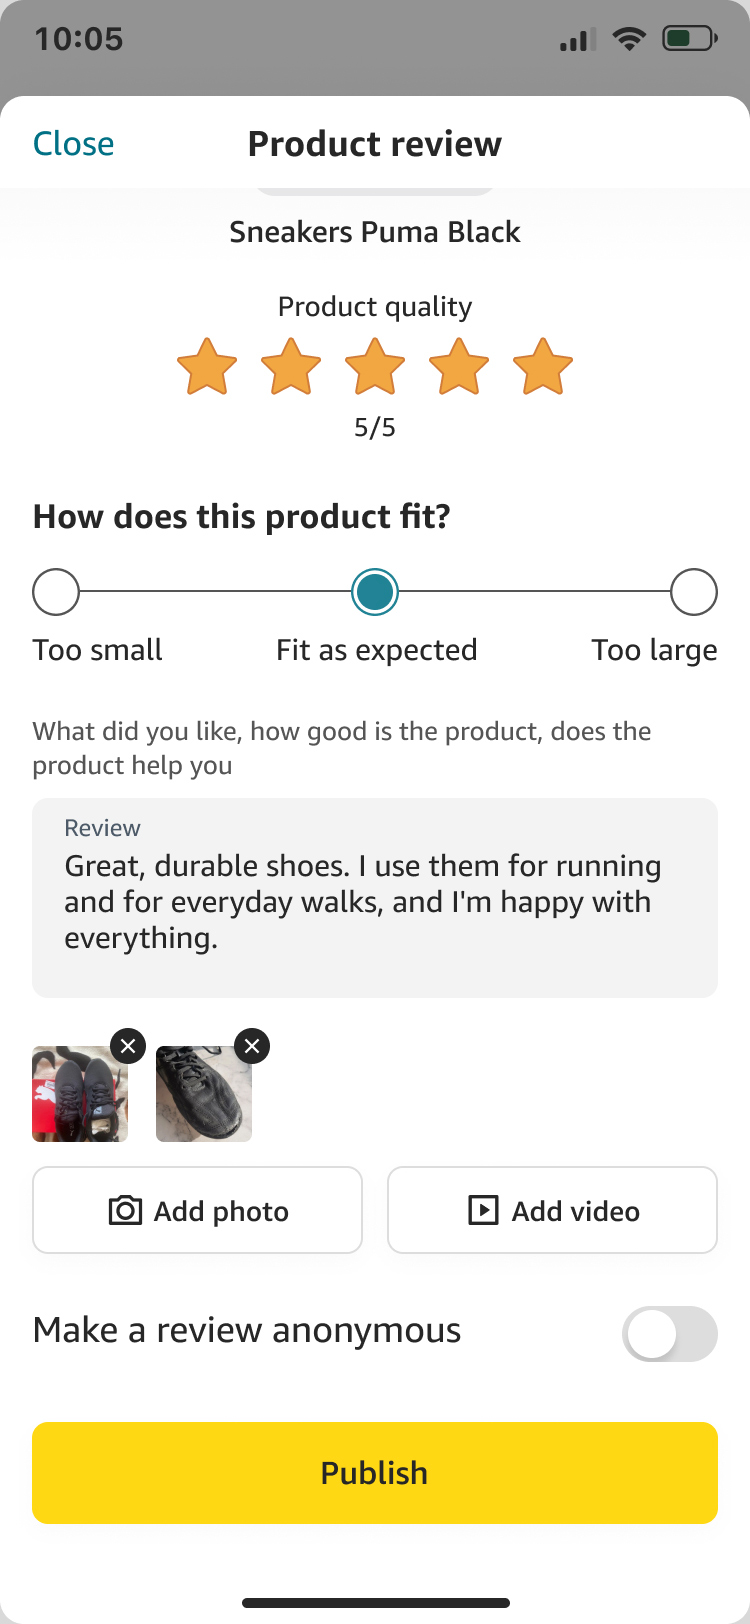 10:05
Close
Product review
Sneakers Puma Black
Product quality
5/5
How does this product fit?
Too small
Fit as expected
Too large
What did you like, how good is the product, does the
product help you
Review
Great, durable shoes. I use them for running
and for everyday walks, and I'm happy with
everything.
Add photo
Add video
Make a review anonymous
Publish